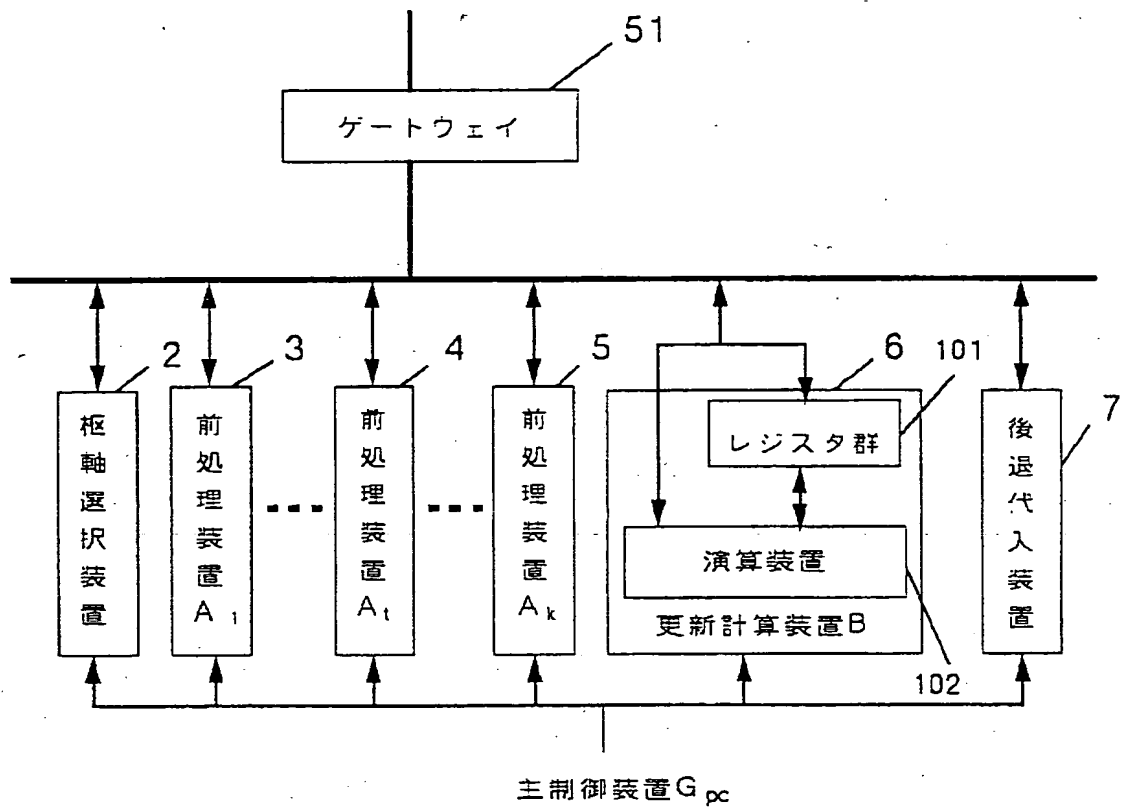 51
ゲートウェイ
2
3
4
5
6
101
7
枢軸選択装置
前処理装置A₁
前処理装置Aₜ
前処理装置Aₖ
レジスタ群
演算装置
更新計算装置B
後退代入装置
102
主制御装置G pc